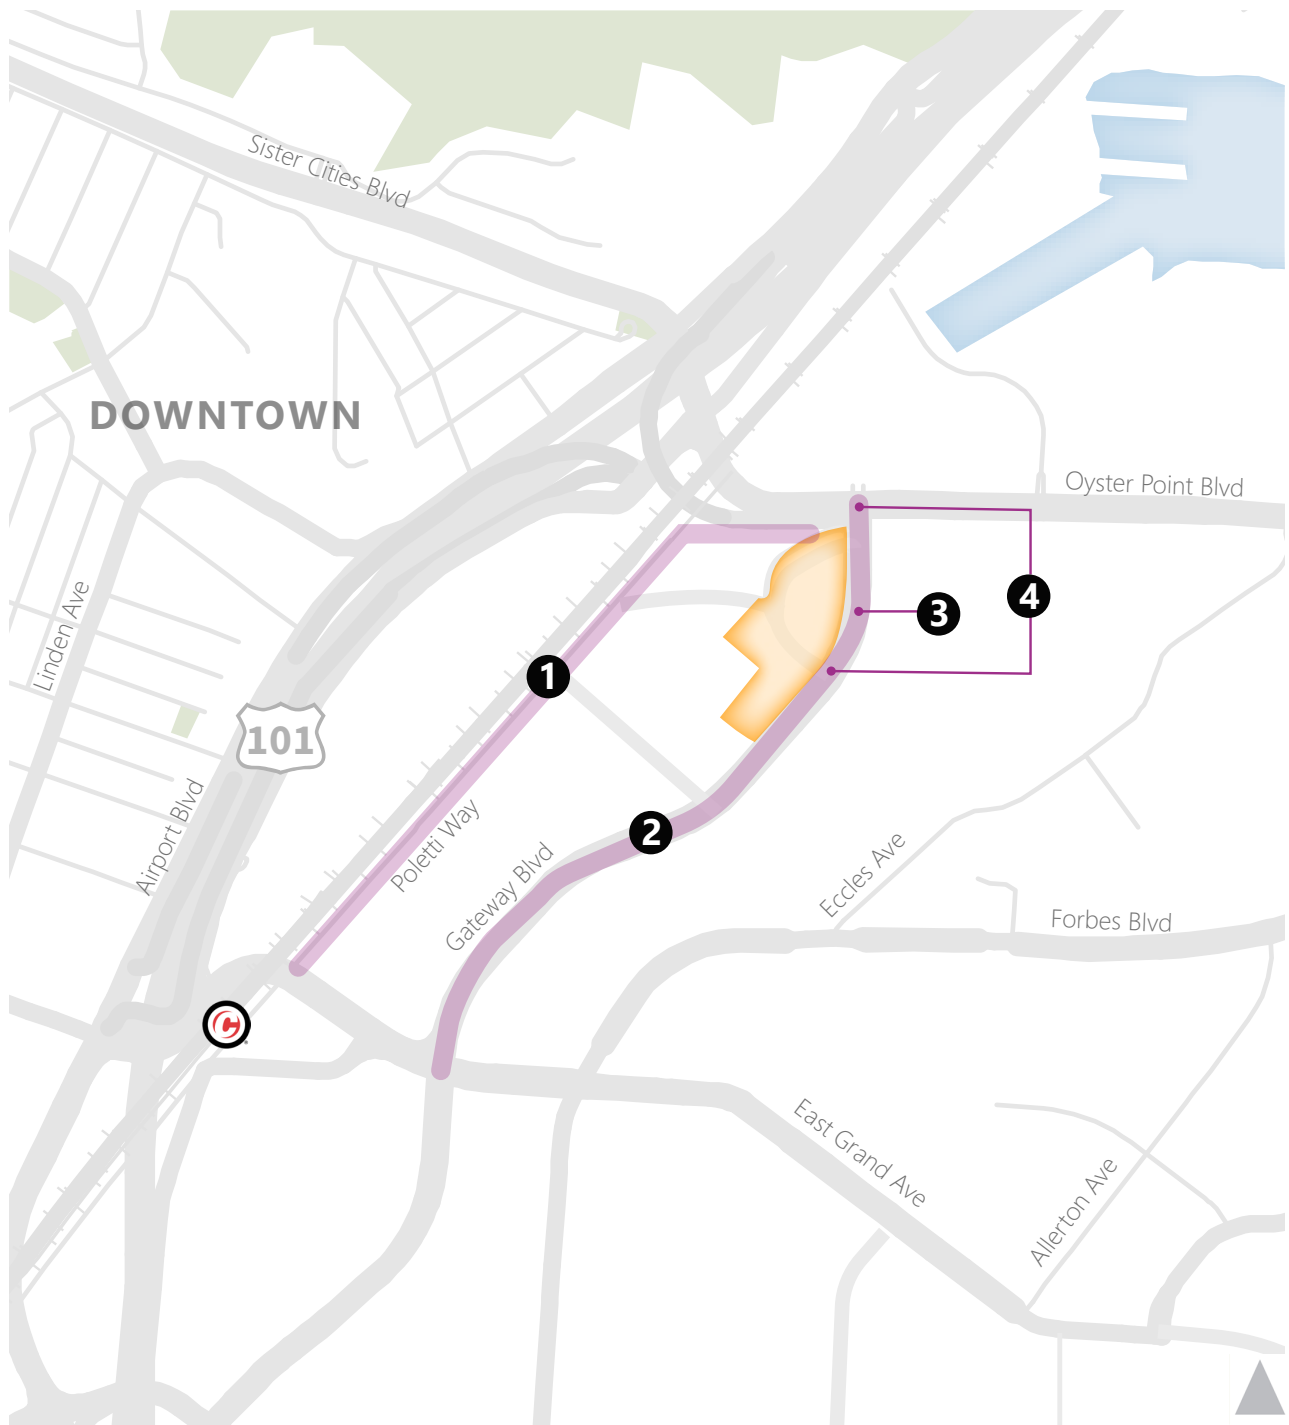 Sister Cities Blvd
DOWNTOWN
Oyster Point Blvd
4
3
Linden Ave
1
101
Airport Blvd
Poletti Way
2
Gateway Blvd
Eccles Ave
Forbes Blvd
C
East Grand Ave
Allerton Ave